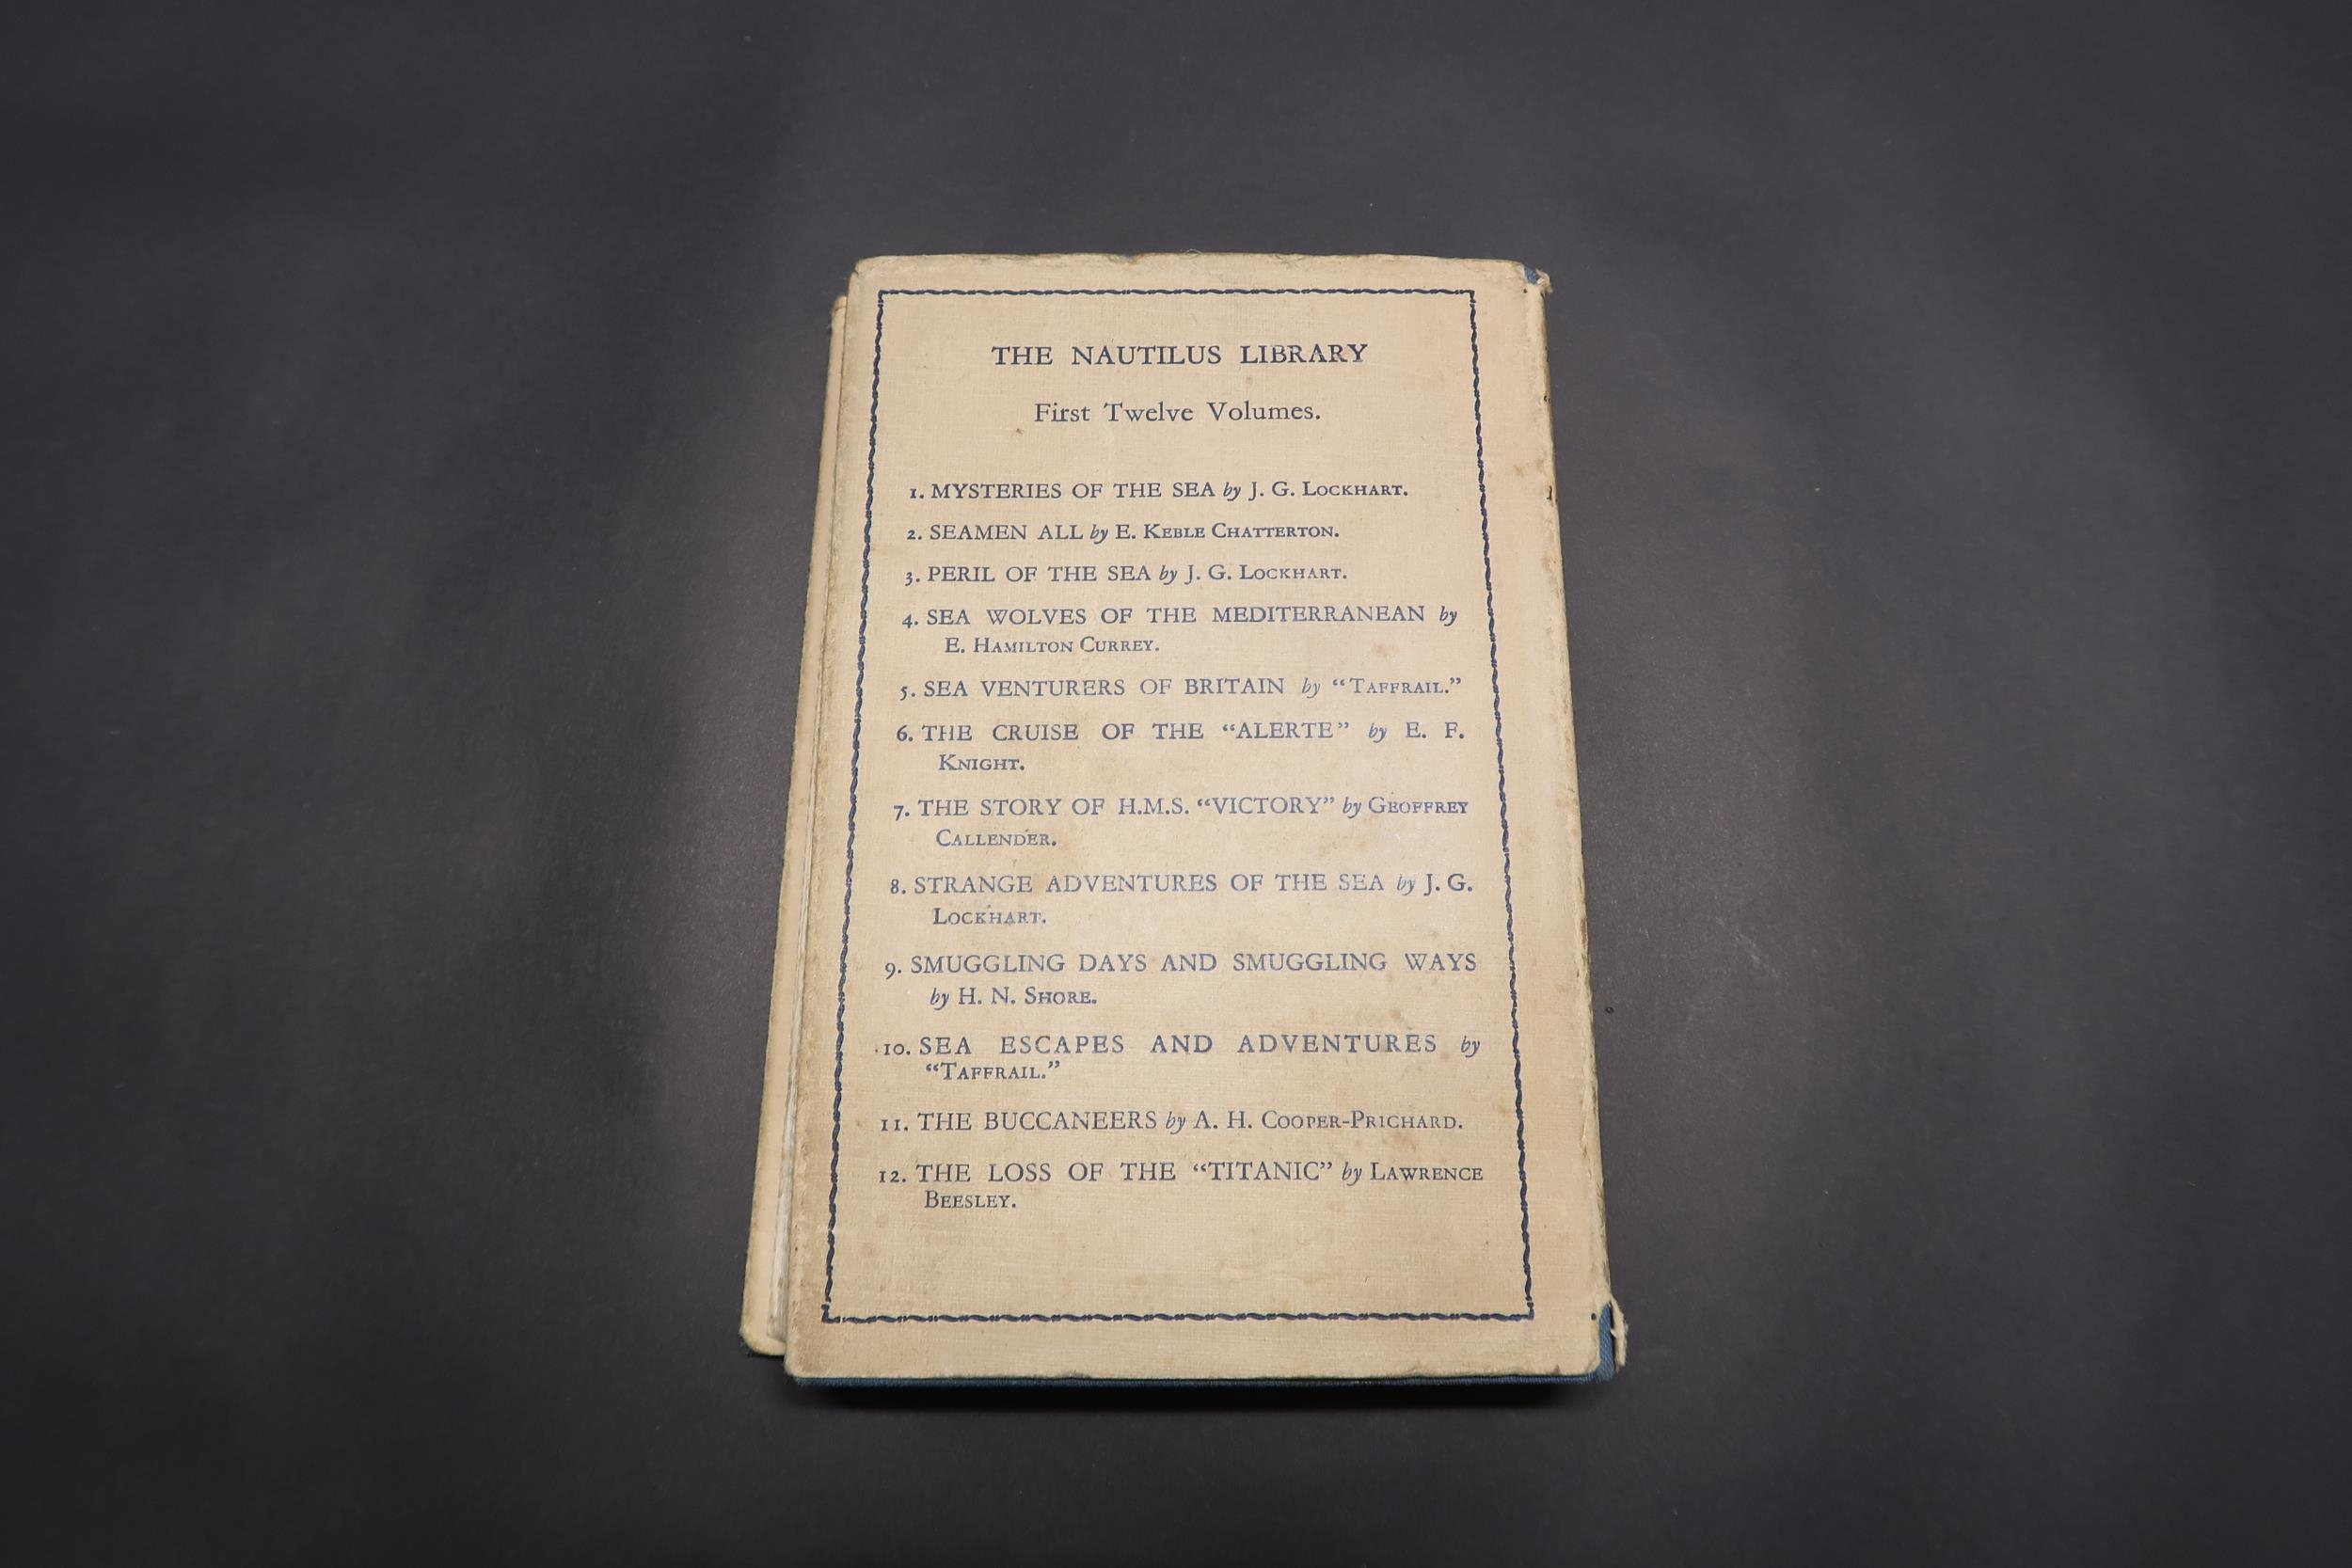 THE NAUTILUS LIBRARY
First Twelve Volumes.
1. MYSTERIES OF THE SEA by J. G. LOCKHART.
2. SEAMEN ALL by E. KEBLE CHATTERTON.
3. PERIL OF THE SEA by J. G. LOCKHART.
4. SEA WOLVES OF THE MEDITERRANEAN by
E. HAMILTON CURREY.
5. SEA VENTURERS OF BRITAIN by “TAFFRAIL.”
6. THE CRUISE OF THE “ALERTE” by E. F.
KNIGHT.
7. THE STORY OF H.M.S. “VICTORY” by GEOFFREY
CALLENDER.
8. STRANGE ADVENTURES OF THE SEA by J. G.
LOCKHART.
9. SMUGGLING DAYS AND SMUGGLING WAYS
by H. N. SHORE.
10. SEA ESCAPES AND ADVENTURES by
“TAFFRAIL.”
11. THE BUCCANEERS by A. H. COOPER-PRICHARD.
12. THE LOSS OF THE “TITANIC” by LAWRENCE
BEESLEY.